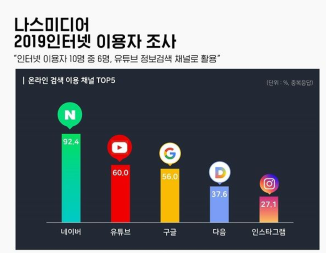 나스미디어
2019인터넷 이용자 조사
"인터넷 이용자 10명 중 6명, 유튜브 정보검색 채널로 활용"
| 온라인 검색 이용 채널 TOP5
(단위 : %, 중복응답)
N
G
D
92.4
60.0
56.0
37.6
27.1
네이버 유튜브 구글 다음 인스타그램